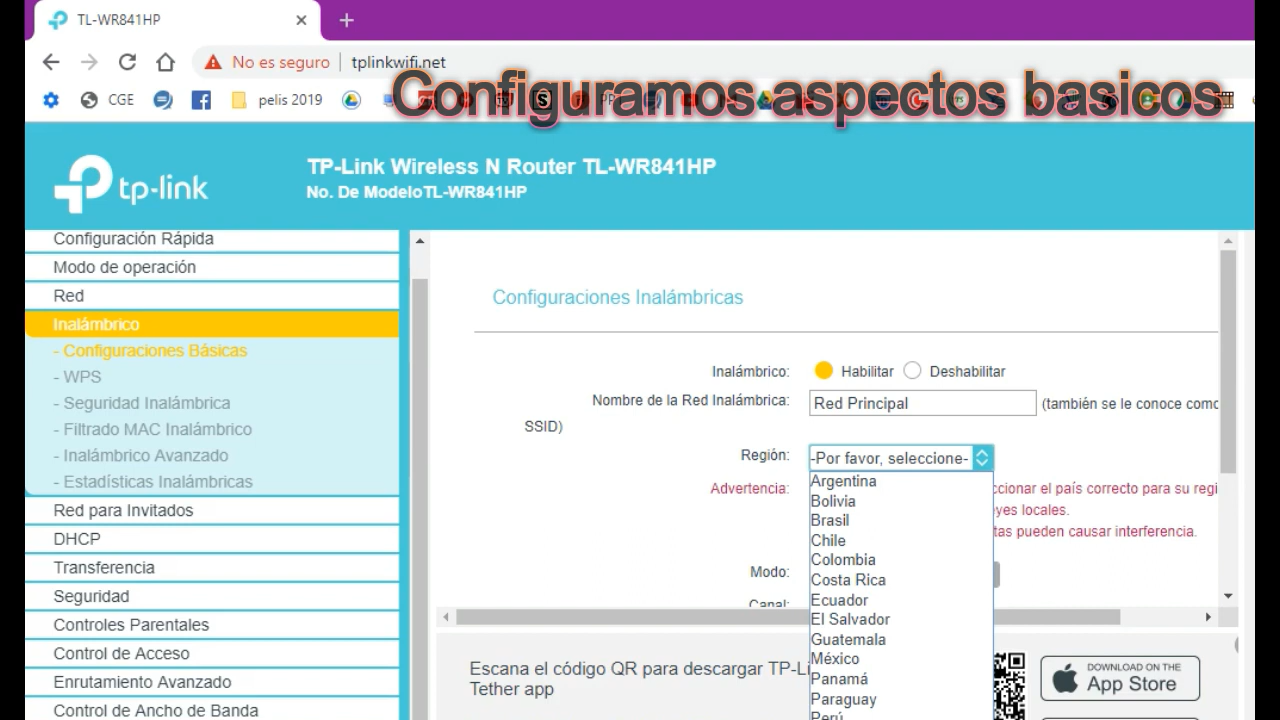 TL-WR841HP
No es seguro
tplinkwifi.net
CGE
pelis 2019
Configuramos aspectos basicos
tp-link
TP-Link Wireless N Router TL-WR841HP
No. De ModeloTL-WR841HP
Configuración Rápida
Modo de operación
Red
Inalámbrico
- Configuraciones Básicas
- WPS
- Seguridad Inalámbrica
- Filtrado MAC Inalámbrico
- Inalámbrico Avanzado
- Estadísticas Inalámbricas
Red para Invitados
DHCP
Transferencia
Seguridad
Controles Parentales
Control de Acceso
Enrutamiento Avanzado
Control de Ancho de Banda
Configuraciones Inalámbricas
Inalámbrico: Habilitar Deshabilitar
Nombre de la Red Inalámbrica: Red Principal (también se le conoce como
SSID)
Región: -Por favor, seleccione-
Argentina
Bolivia
Brasil
Chile
Colombia
Costa Rica
Ecuador
El Salvador
Guatemala
México
Panamá
Paraguay
Perú
Advertencia: ccionar el país correcto para su regi
eyes locales.
tas pueden causar interferencia.
Modo:
Canal:
Escana el código QR para descargar TP-Li
Tether app
DOWNLOAD ON THE
App Store